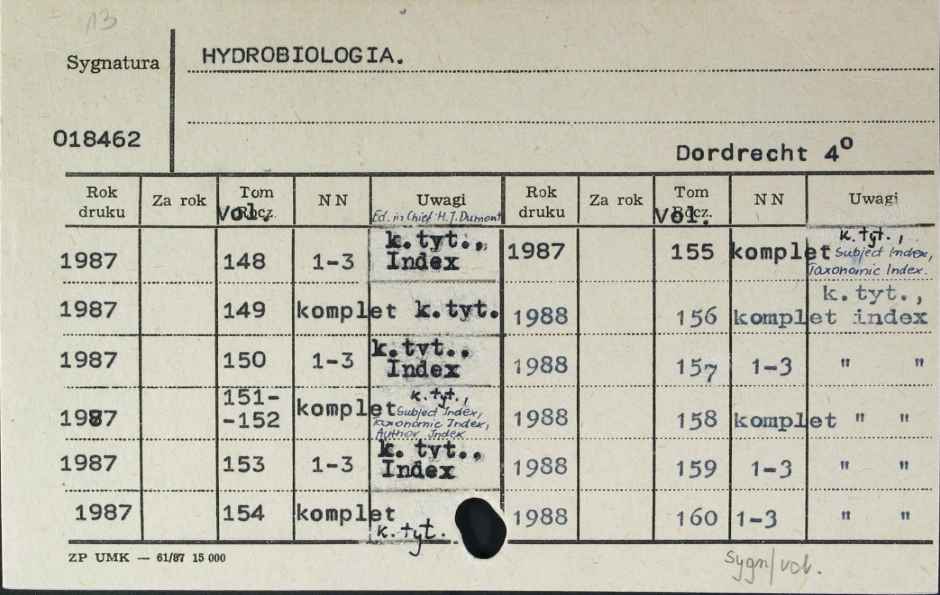 13
Sygnatura
HYDROBIOLOGIA.
018462
Dordrecht 4º
Rok druku Za rok Tom Vol. NN Uwagi Rok druku Za rok Tom Vol. NN Uwagi
Ed. in Chief: H.J. Dumont
1987 148 1-3 k.tyt., Index
1987 155 komplet k. tyt., Subject Index, Taxonomic Index.
1987 149 komplet k.tyt.
1988 156 komplet k.tyt., index
1987 150 1-3 k.tyt., Index
1988 157 1-3 " "
1987 151--152 komplet k. tyt., Subject Index, Taxonomic Index, Author Index
1988 158 komplet " "
1987 153 1-3 k. tyt., Index
1988 159 1-3 " "
1987 154 komplet k. tyt.
1988 160 1-3 " "
ZP UMK — 61/87 15 000
sygn/vol.